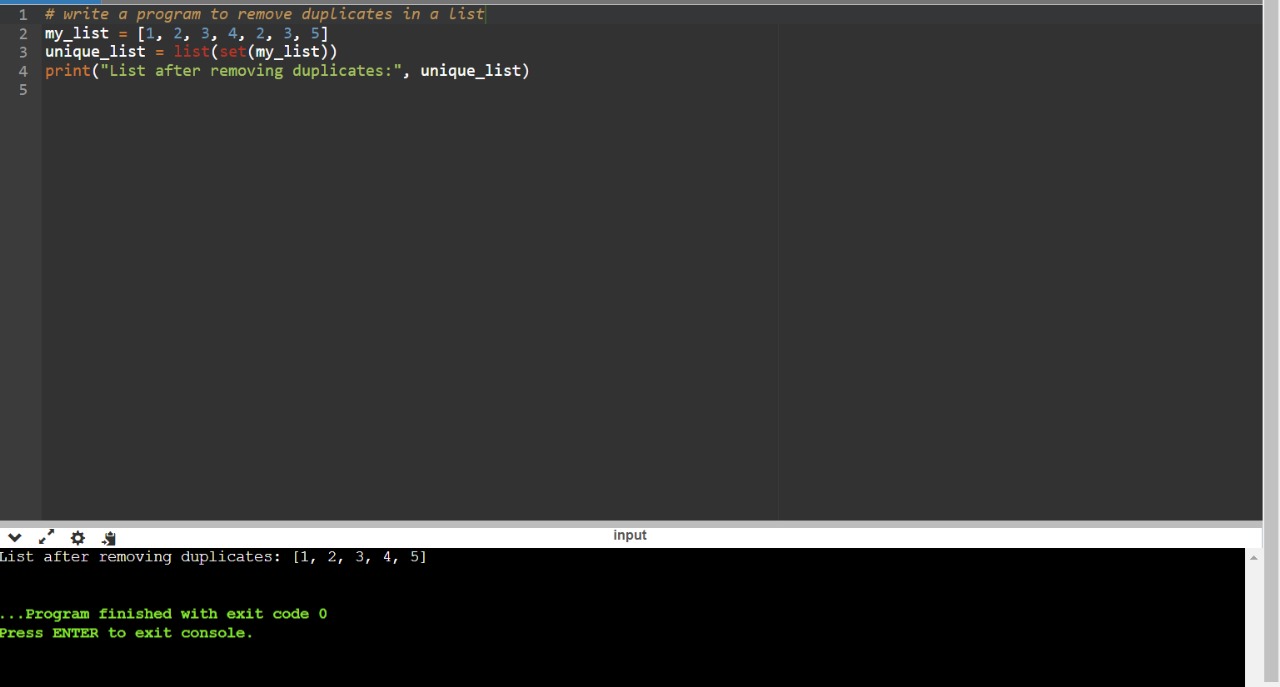 1 # write a program to remove duplicates in a list
2 my_list = [1, 2, 3, 4, 2, 3, 5]
3 unique_list = list(set(my_list))
4 print("List after removing duplicates:", unique_list)
5
input
List after removing duplicates: [1, 2, 3, 4, 5]
...Program finished with exit code 0
Press ENTER to exit console.